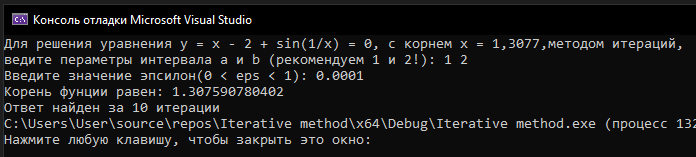 Консоль отладки Microsoft Visual Studio
Для решения уравнения y = x - 2 + sin(1/x) = 0, с корнем x = 1,3077,методом итераций,
ведите пераметры интервала a и b (рекомендуем 1 и 2!): 1 2
Введите значение эпсилон(0 < eps < 1): 0.0001
Корень фунции равен: 1.307590780402
Ответ найден за 10 итерации
C:\Users\User\source\repos\Iterative method\x64\Debug\Iterative method.exe (процесс 132
Нажмите любую клавишу, чтобы закрыть это окно: